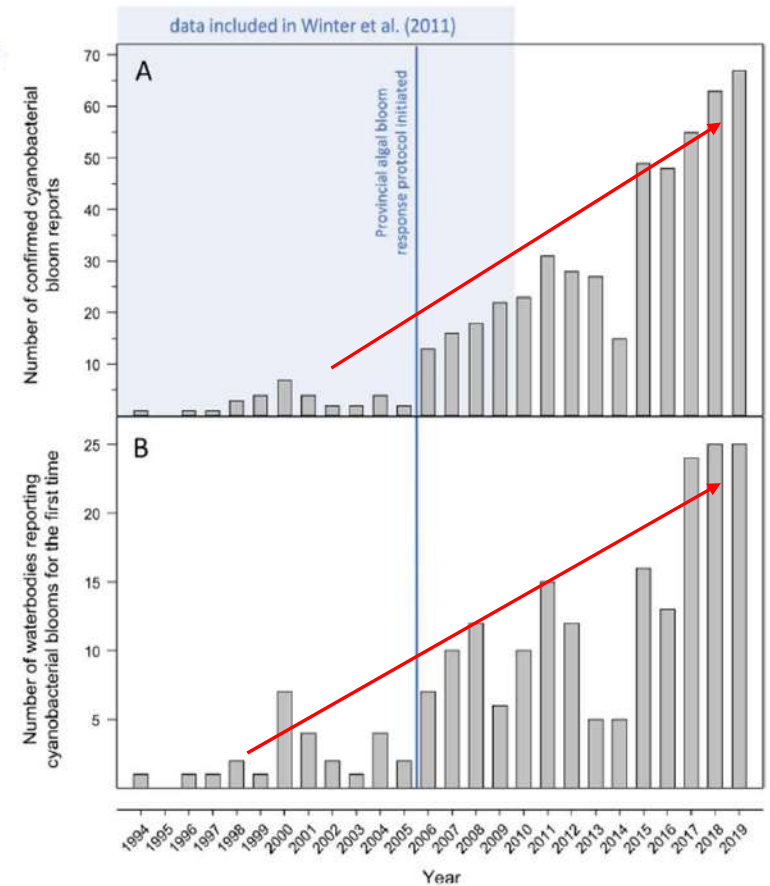 data included in Winter et al. (2011)
A
Provincial algal bloom
response protocol initiated
Number of confirmed cyanobacterial
bloom reports
70
60
50
40
30
20
10
B
Number of waterbodies reporting
cyanobacterial blooms for the first time
25
20
15
10
5
1994 1995 1996 1997 1998 1999 2000 2001 2002 2003 2004 2005 2006 2007 2008 2009 2010 2011 2012 2013 2014 2015 2016 2017 2018 2019
Year